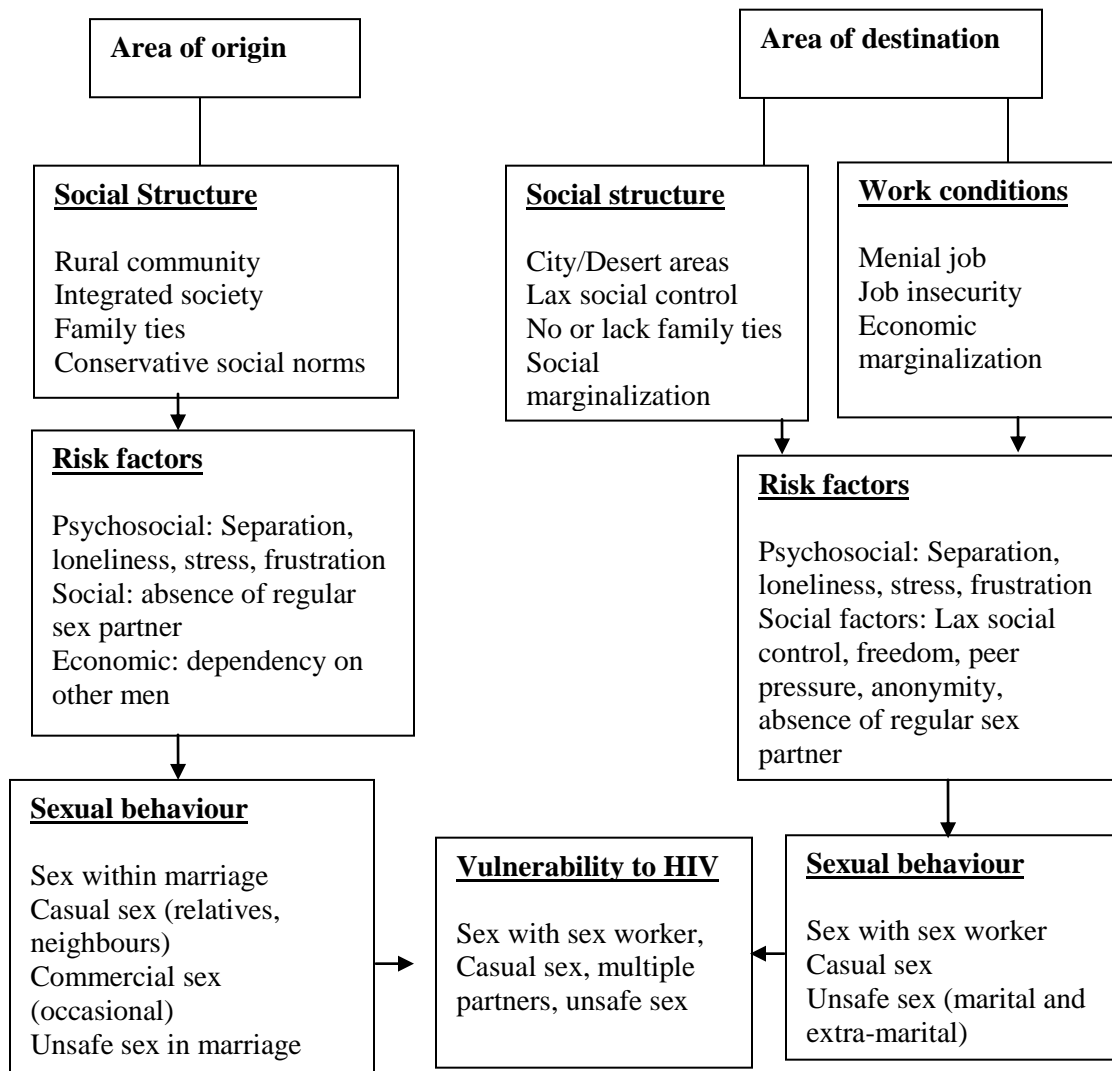 Area of origin
Area of destination
Social Structure
Rural community
Integrated society
Family ties
Conservative social norms
Social structure
City/Desert areas
Lax social control
No or lack family ties
Social
marginalization
Work conditions
Menial job
Job insecurity
Economic
marginalization
Risk factors
Psychosocial: Separation,
loneliness, stress, frustration
Social: absence of regular
sex partner
Economic: dependency on
other men
Risk factors
Psychosocial: Separation,
loneliness, stress, frustration
Social factors: Lax social
control, freedom, peer
pressure, anonymity,
absence of regular sex
partner
Sexual behaviour
Sex within marriage
Casual sex (relatives,
neighbours)
Commercial sex
(occasional)
Unsafe sex in marriage
Vulnerability to HIV
Sex with sex worker,
Casual sex, multiple
partners, unsafe sex
Sexual behaviour
Sex with sex worker
Casual sex
Unsafe sex (marital and
extra-marital)